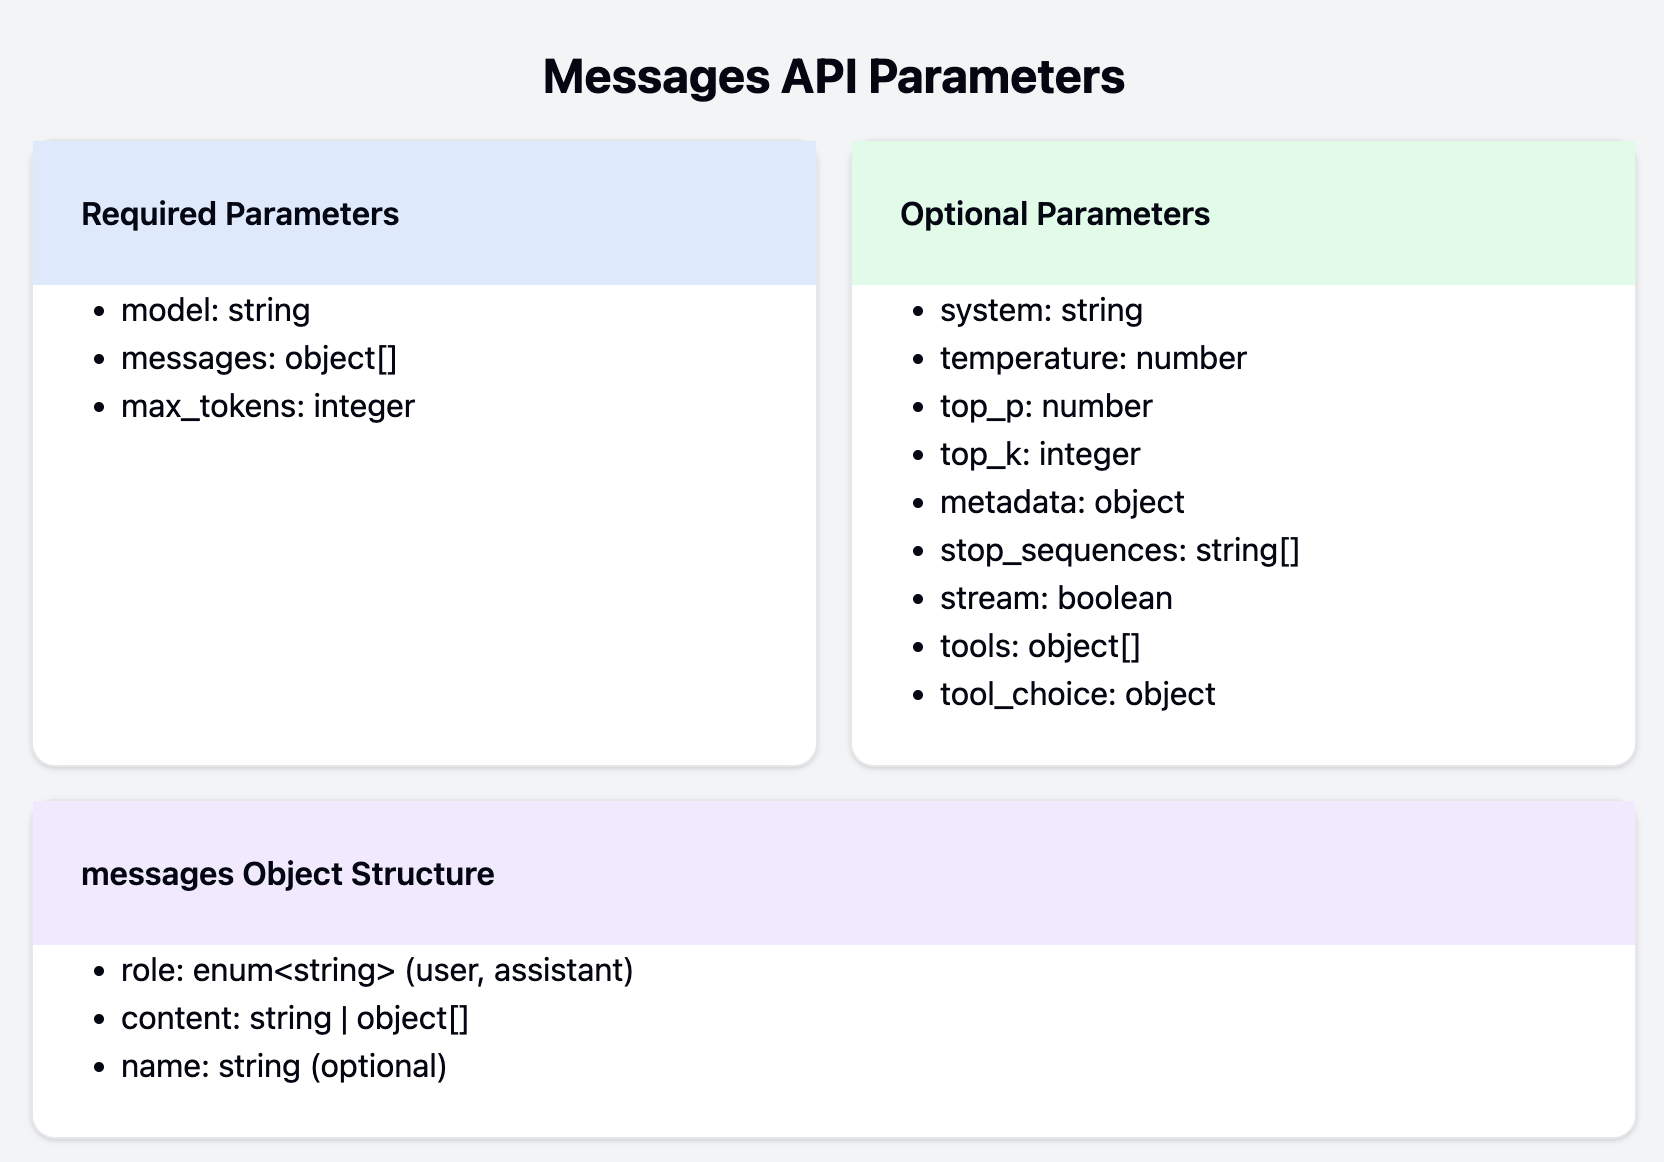 Messages API Parameters
Required Parameters
• model: string
• messages: object[]
• max_tokens: integer
Optional Parameters
• system: string
• temperature: number
• top_p: number
• top_k: integer
• metadata: object
• stop_sequences: string[]
• stream: boolean
• tools: object[]
• tool_choice: object
messages Object Structure
• role: enum<string> (user, assistant)
• content: string | object[]
• name: string (optional)